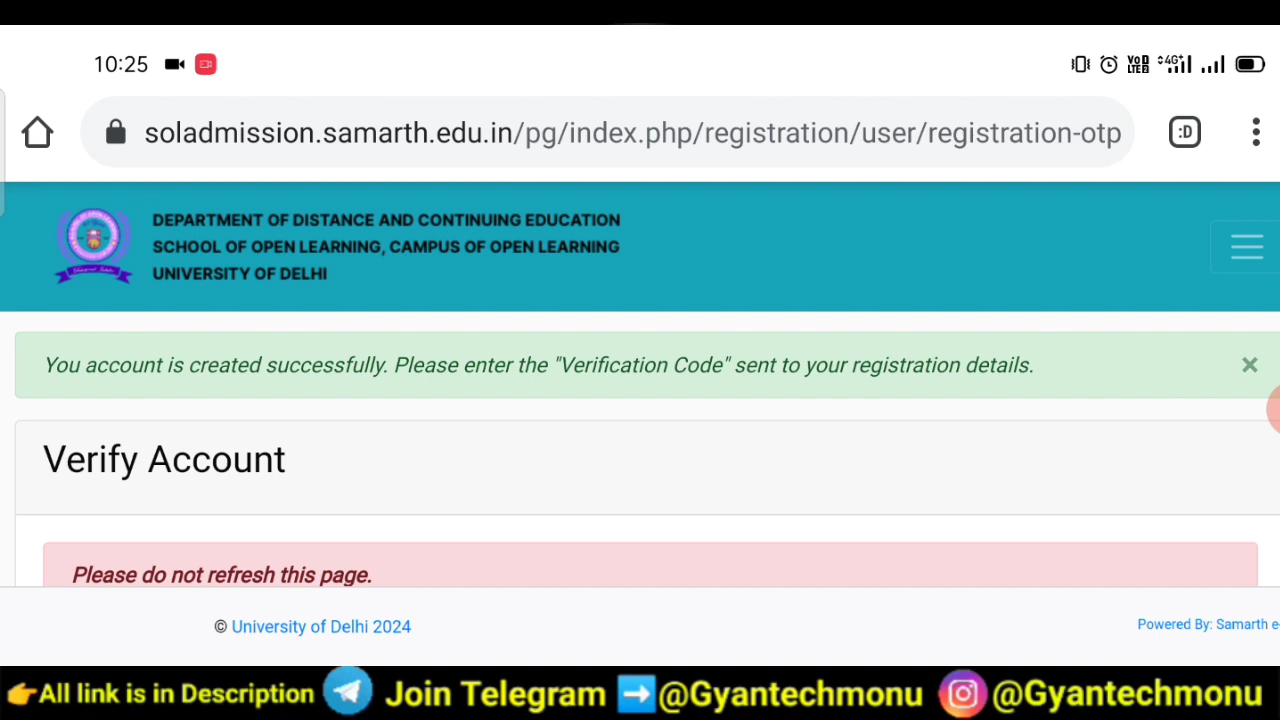 10:25
VoD LTE2 4G+
soladmission.samarth.edu.in/pg/index.php/registration/user/registration-otp
:D
DEPARTMENT OF DISTANCE AND CONTINUING EDUCATION
SCHOOL OF OPEN LEARNING, CAMPUS OF OPEN LEARNING
UNIVERSITY OF DELHI
You account is created successfully. Please enter the "Verification Code" sent to your registration details.
×
Verify Account
Please do not refresh this page.
© University of Delhi 2024
Powered By: Samarth e-
👉All link is in Description Join Telegram ➡️@Gyantechmonu @Gyantechmonu